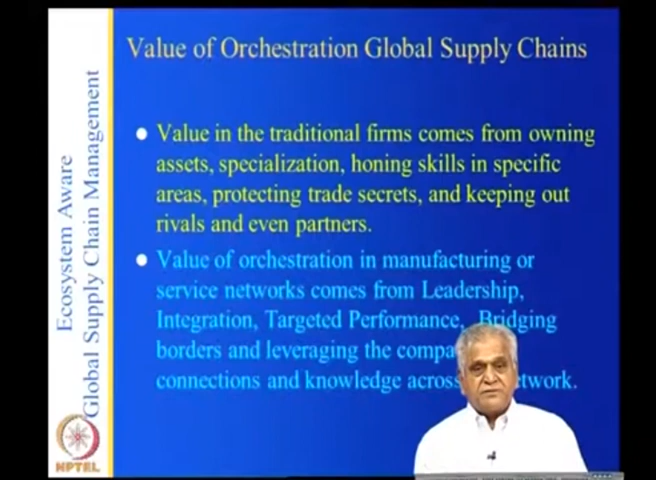 Value of Orchestration Global Supply Chains
Value in the traditional firms comes from owning
assets, specialization, honing skills in specific
areas, protecting trade secrets, and keeping out
rivals and even partners.
Value of orchestration in manufacturing or
service networks comes from Leadership,
Integration, Targeted Performance, Bridging
borders and leveraging the
connections and knowledge
Ecosystem Aware
Global Supply Chain Management
NPTEL